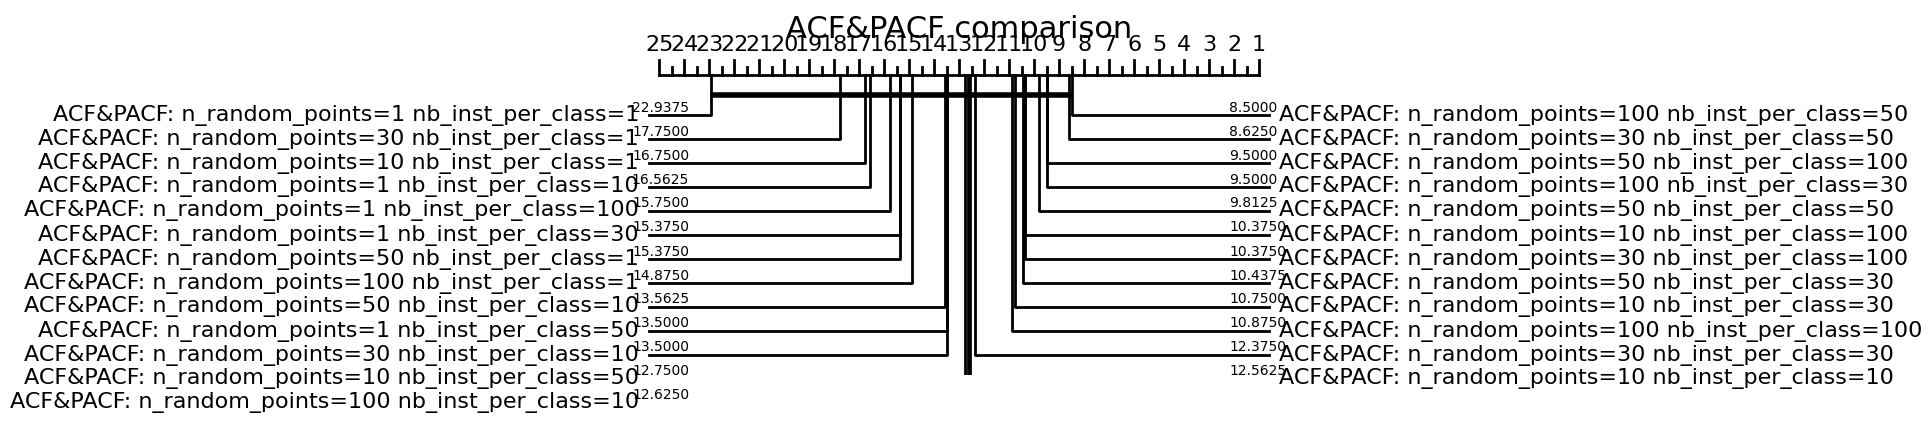 ACF&PACF comparison
25 24 23 22 21 20 19 18 17 16 15 14 13 12 11 10 9 8 7 6 5 4 3 2 1
ACF&PACF: n_random_points=1 nb_inst_per_class=1 22.9375
ACF&PACF: n_random_points=30 nb_inst_per_class=1 17.7500
ACF&PACF: n_random_points=10 nb_inst_per_class=1 16.7500
ACF&PACF: n_random_points=1 nb_inst_per_class=10 16.5625
ACF&PACF: n_random_points=1 nb_inst_per_class=100 15.7500
ACF&PACF: n_random_points=1 nb_inst_per_class=30 15.3750
ACF&PACF: n_random_points=50 nb_inst_per_class=1 15.3750
ACF&PACF: n_random_points=100 nb_inst_per_class=1 14.8750
ACF&PACF: n_random_points=50 nb_inst_per_class=10 13.5625
ACF&PACF: n_random_points=1 nb_inst_per_class=50 13.5000
ACF&PACF: n_random_points=30 nb_inst_per_class=10 13.5000
ACF&PACF: n_random_points=10 nb_inst_per_class=50 12.7500
ACF&PACF: n_random_points=100 nb_inst_per_class=10 12.6250
8.5000 ACF&PACF: n_random_points=100 nb_inst_per_class=50
8.6250 ACF&PACF: n_random_points=30 nb_inst_per_class=50
9.5000 ACF&PACF: n_random_points=50 nb_inst_per_class=100
9.5000 ACF&PACF: n_random_points=100 nb_inst_per_class=30
9.8125 ACF&PACF: n_random_points=50 nb_inst_per_class=50
10.3750 ACF&PACF: n_random_points=10 nb_inst_per_class=100
10.3750 ACF&PACF: n_random_points=30 nb_inst_per_class=100
10.4375 ACF&PACF: n_random_points=50 nb_inst_per_class=30
10.7500 ACF&PACF: n_random_points=10 nb_inst_per_class=30
10.8750 ACF&PACF: n_random_points=100 nb_inst_per_class=100
12.3750 ACF&PACF: n_random_points=30 nb_inst_per_class=30
12.5625 ACF&PACF: n_random_points=10 nb_inst_per_class=10